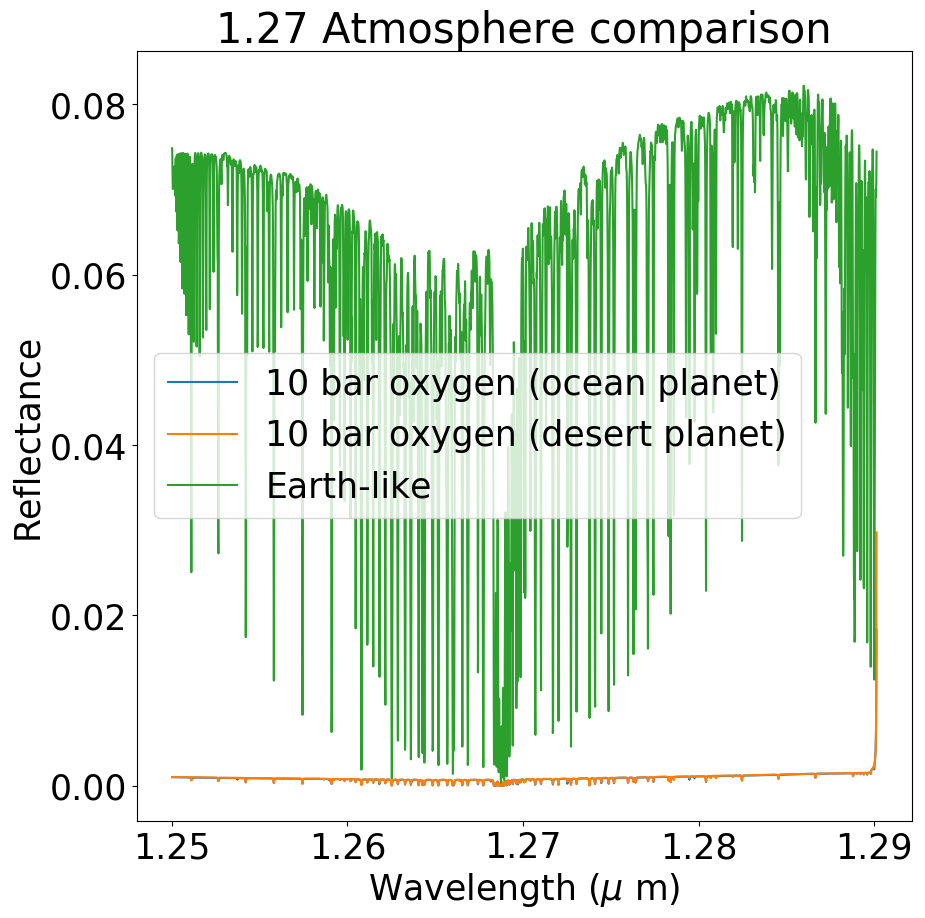 1.27 Atmosphere comparison
0.08
0.06
0.04
0.02
0.00
Reflectance
10 bar oxygen (ocean planet)
10 bar oxygen (desert planet)
Earth-like
1.25 1.26 1.27 1.28 1.29
Wavelength (μ m)